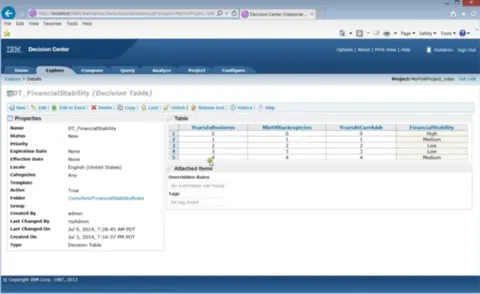 Decision Center Enterprise ...
File Edit View Favorites Tools Help
Page Safety Tools
IBM Decision Center
Options | About | Print View | Help
RtsAdmin Sign Out
Home Explore Compose Query Analyze Project Configure
Explore > Details
Project: MyFirstProject_rules Edit List
DT_FinancialStability (Decision Table)
New Edit Edit in Excel Delete Copy Lock Unlock Release lock History Help
Properties
Name DT_FinancialStability
Status New
Priority
Expiration Date None
Effective Date None
Locale English (United States)
Categories Any
Template
Active True
Folder /com/fsml/FinancialStabilityRules
Group
Created By admin
Last Changed By rtsAdmin
Last Changed On Jul 9, 2014, 7:28:45 AM PDT
Created On Jul 3, 2014, 7:16:37 PM PDT
Type Decision Table
Table
YearsInBusiness NbrOfBankruptcies YearsAtCurrAddr FinancialStability
1 0 0 0 High
2 1 1 1 Medium
3 2 2 2 Low
4 3 3 3 Low
5 4 4 4 Medium
Attached Items
Overridden Rules
No overridden rule found
Tags
No tag found
© Copyright IBM Corp. 1987, 2013